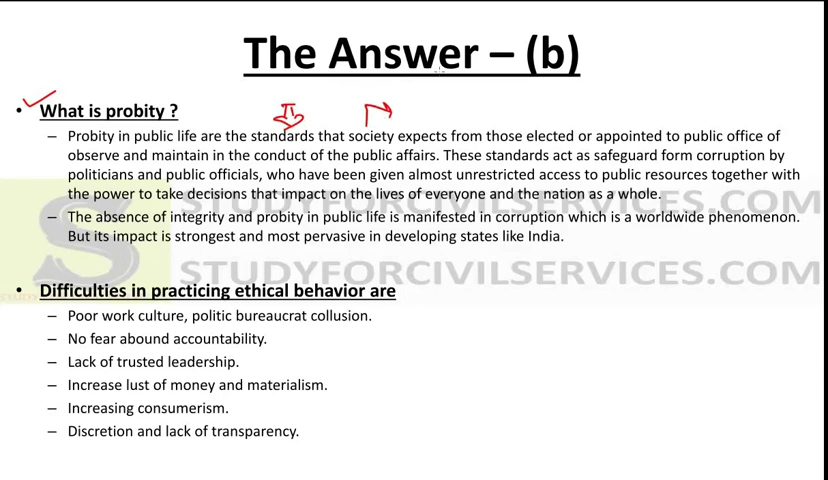 The Answer – (b)
• What is probity ?
– Probity in public life are the standards that society expects from those elected or appointed to public office of
observe and maintain in the conduct of the public affairs. These standards act as safeguard form corruption by
politicians and public officials, who have been given almost unrestricted access to public resources together with
the power to take decisions that impact on the lives of everyone and the nation as a whole.
STUDYFORCIVILSERVICES.COM
– The absence of integrity and probity in public life is manifested in corruption which is a worldwide phenomenon.
But its impact is strongest and most pervasive in developing states like India.
STUDYFORCIVILSERVICES.COM
• Difficulties in practicing ethical behavior are
– Poor work culture, politic bureaucrat collusion.
– No fear abound accountability.
– Lack of trusted leadership.
– Increase lust of money and materialism.
– Increasing consumerism.
– Discretion and lack of transparency.